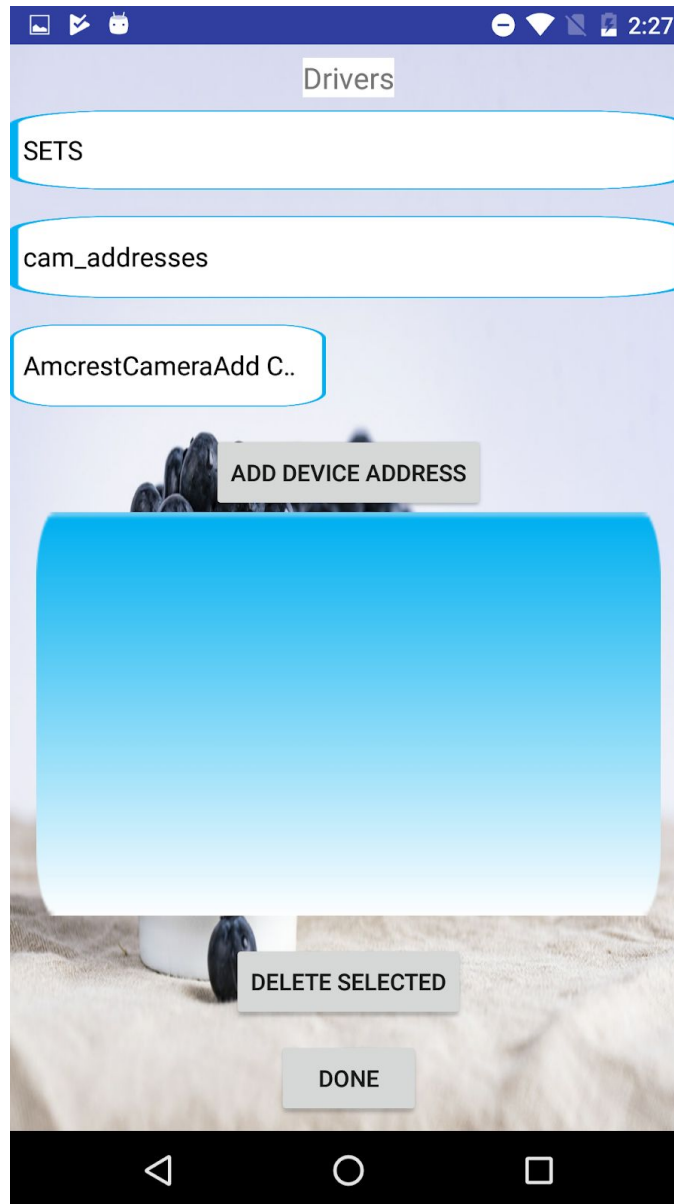 2:27
Drivers
SETS
cam_addresses
AmcrestCameraAdd C..
ADD DEVICE ADDRESS
DELETE SELECTED
DONE